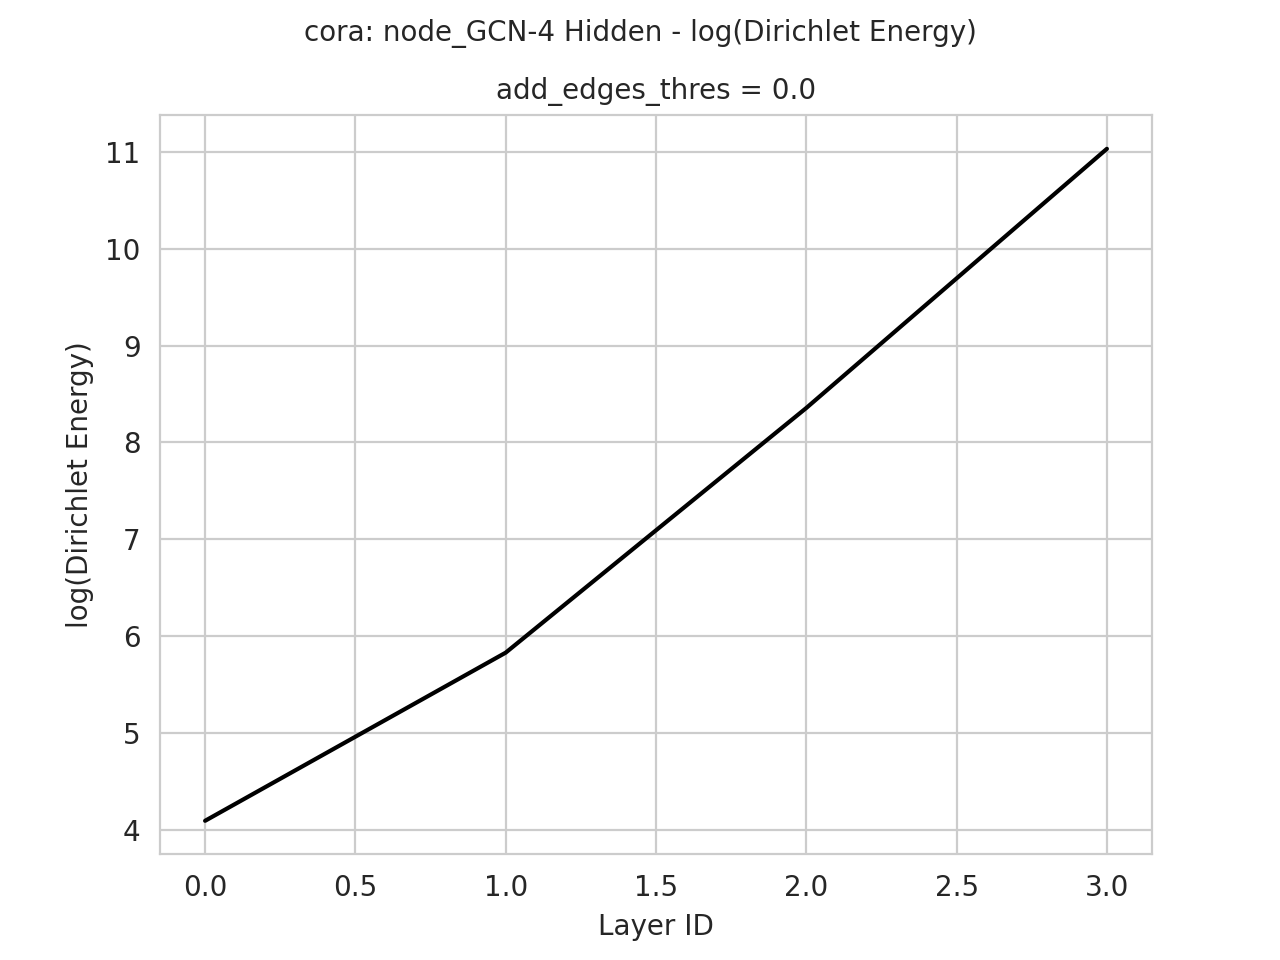 cora: node_GCN-4 Hidden - log(Dirichlet Energy)
add_edges_thres = 0.0
11
10
9
8
7
6
5
4
log(Dirichlet Energy)
0.0 0.5 1.0 1.5 2.0 2.5 3.0
Layer ID